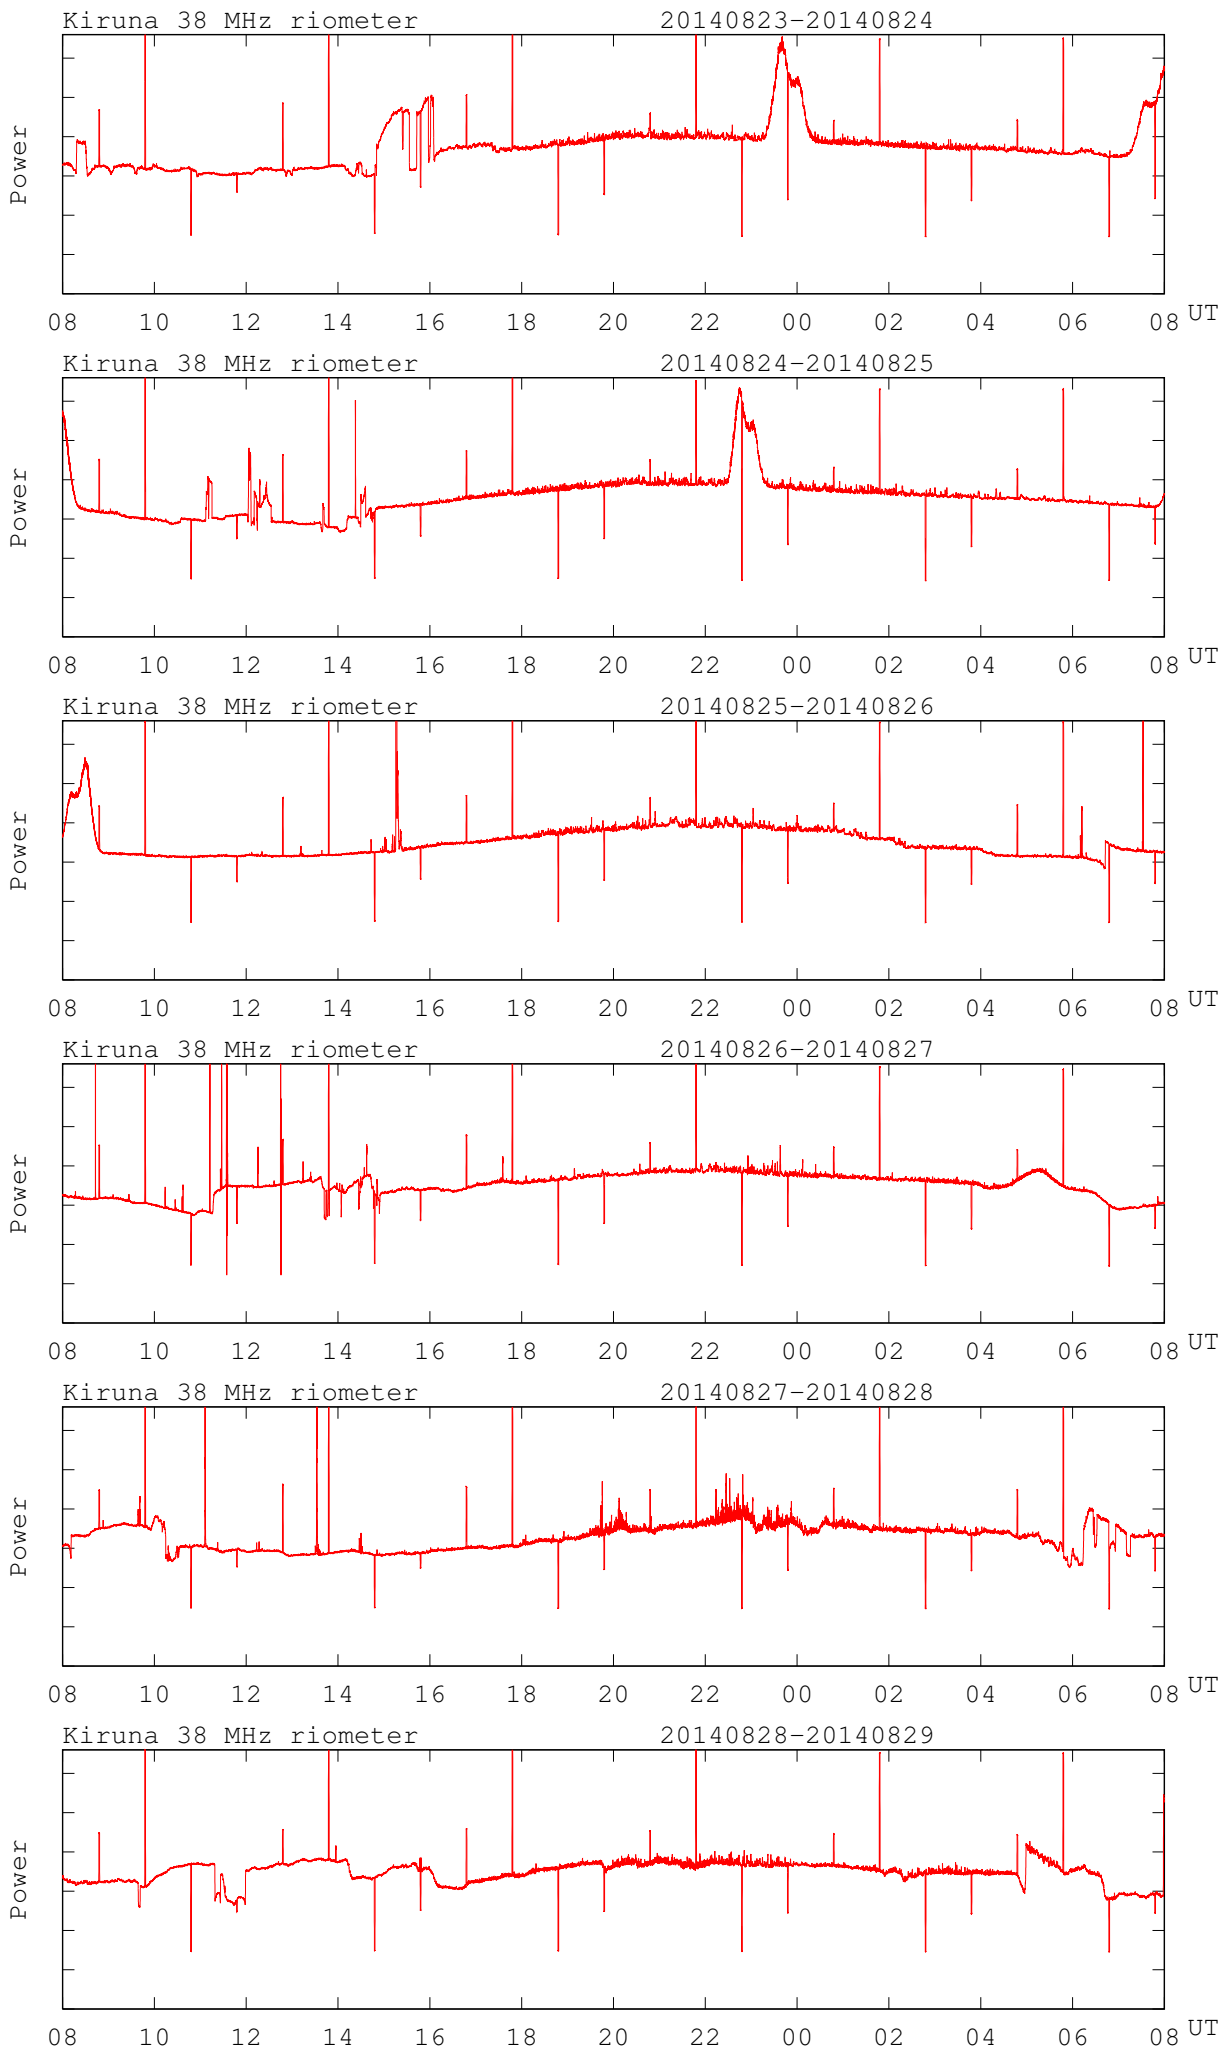 Kiruna 38 MHz riometer 20140823-20140824
Power
08 10 12 14 16 18 20 22 00 02 04 06 08 UT
Kiruna 38 MHz riometer 20140824-20140825
Power
08 10 12 14 16 18 20 22 00 02 04 06 08 UT
Kiruna 38 MHz riometer 20140825-20140826
Power
08 10 12 14 16 18 20 22 00 02 04 06 08 UT
Kiruna 38 MHz riometer 20140826-20140827
Power
08 10 12 14 16 18 20 22 00 02 04 06 08 UT
Kiruna 38 MHz riometer 20140827-20140828
Power
08 10 12 14 16 18 20 22 00 02 04 06 08 UT
Kiruna 38 MHz riometer 20140828-20140829
Power
08 10 12 14 16 18 20 22 00 02 04 06 08 UT